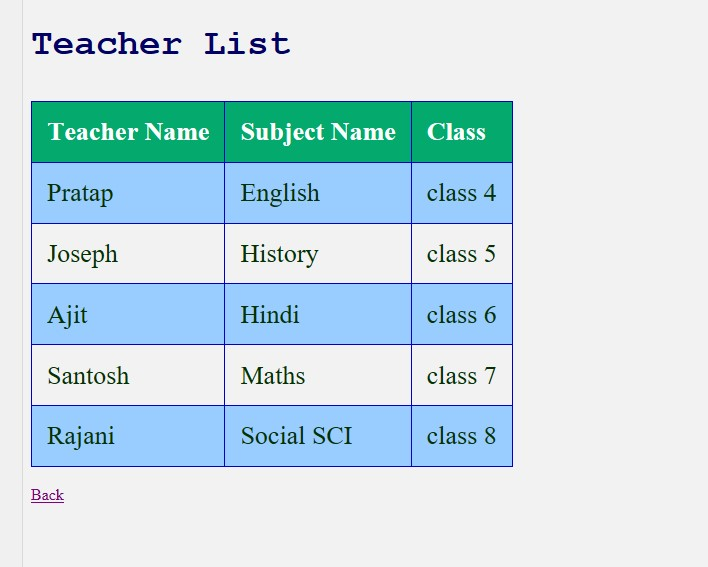 Teacher List
Teacher Name Subject Name Class
Pratap English class 4
Joseph History class 5
Ajit Hindi class 6
Santosh Maths class 7
Rajani Social SCI class 8
Back